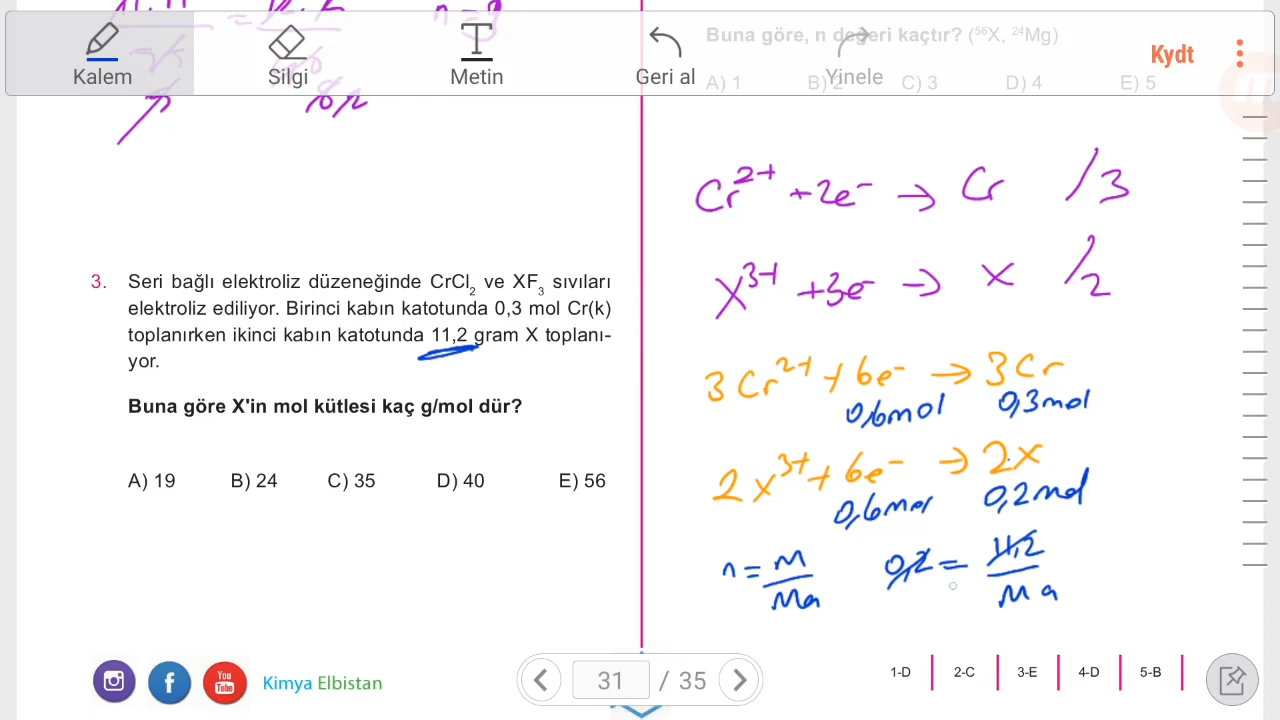 n = 3
Kalem
Silgi
Metin
Geri al
Yinele
Kydt
Buna göre, n değeri kaçtır? (⁵⁶X, ²⁴Mg)
A) 1 B) 2 C) 3 D) 4 E) 5
Cr²⁺ + 2e⁻ → Cr /3
X³⁺ + 3e⁻ → X /2
3. Seri bağlı elektroliz düzeneğinde CrCl₂ ve XF₃ sıvıları
elektroliz ediliyor. Birinci kabın katotunda 0,3 mol Cr(k)
toplanırken ikinci kabın katotunda 11,2 gram X toplanı-
yor.
Buna göre X'in mol kütlesi kaç g/mol dür?
A) 19 B) 24 C) 35 D) 40 E) 56
3Cr²⁺ + 6e⁻ → 3Cr
0,6mol 0,3mol
2X³⁺ + 6e⁻ → 2X
0,6mol 0,2mol
n = m/Ma 0,2 = 11,2/Ma
You
Tube
Kimya Elbistan
31 / 35
1-D 2-C 3-E 4-D 5-B